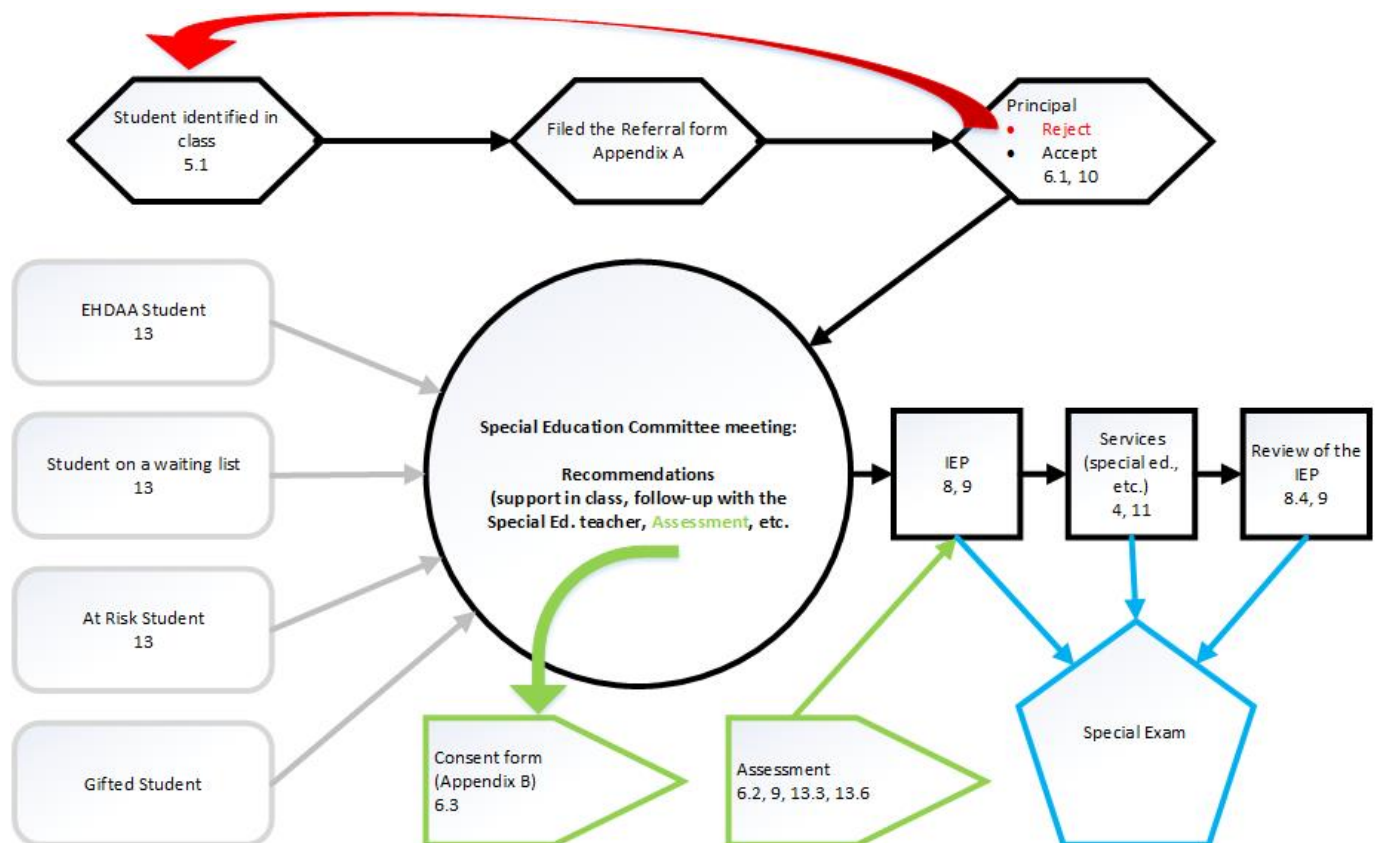 Student identified in
class
5.1
Filed the Referral form
Appendix A
Principal
• Reject
• Accept
6.1, 10
EHDAA Student
13
Student on a waiting list
13
At Risk Student
13
Gifted Student
Special Education Committee meeting:
Recommendations
(support in class, follow-up with the
Special Ed. teacher, Assessment, etc.
IEP
8, 9
Services
(special ed.,
etc.)
4, 11
Review of the
IEP
8.4, 9
Consent form
(Appendix B)
6.3
Assessment
6.2, 9, 13.3, 13.6
Special Exam